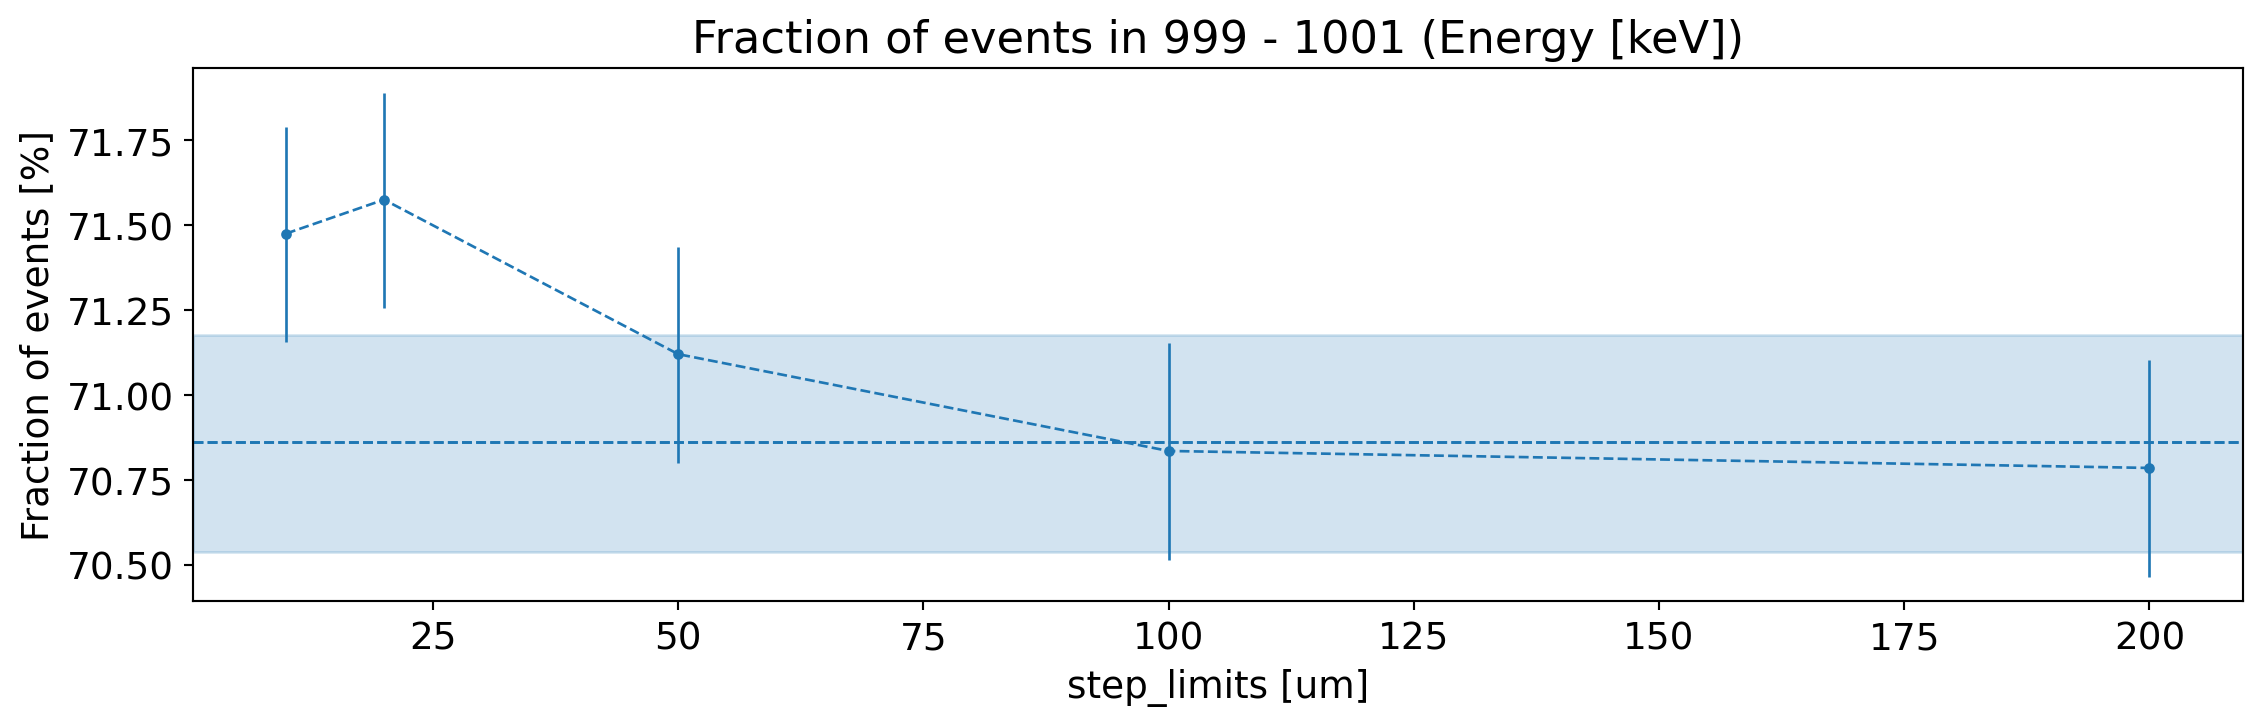 Fraction of events in 999 - 1001 (Energy [keV])
Fraction of events [%]
71.75
71.50
71.25
71.00
70.75
70.50
25 50 75 100 125 150 175 200
step_limits [um]